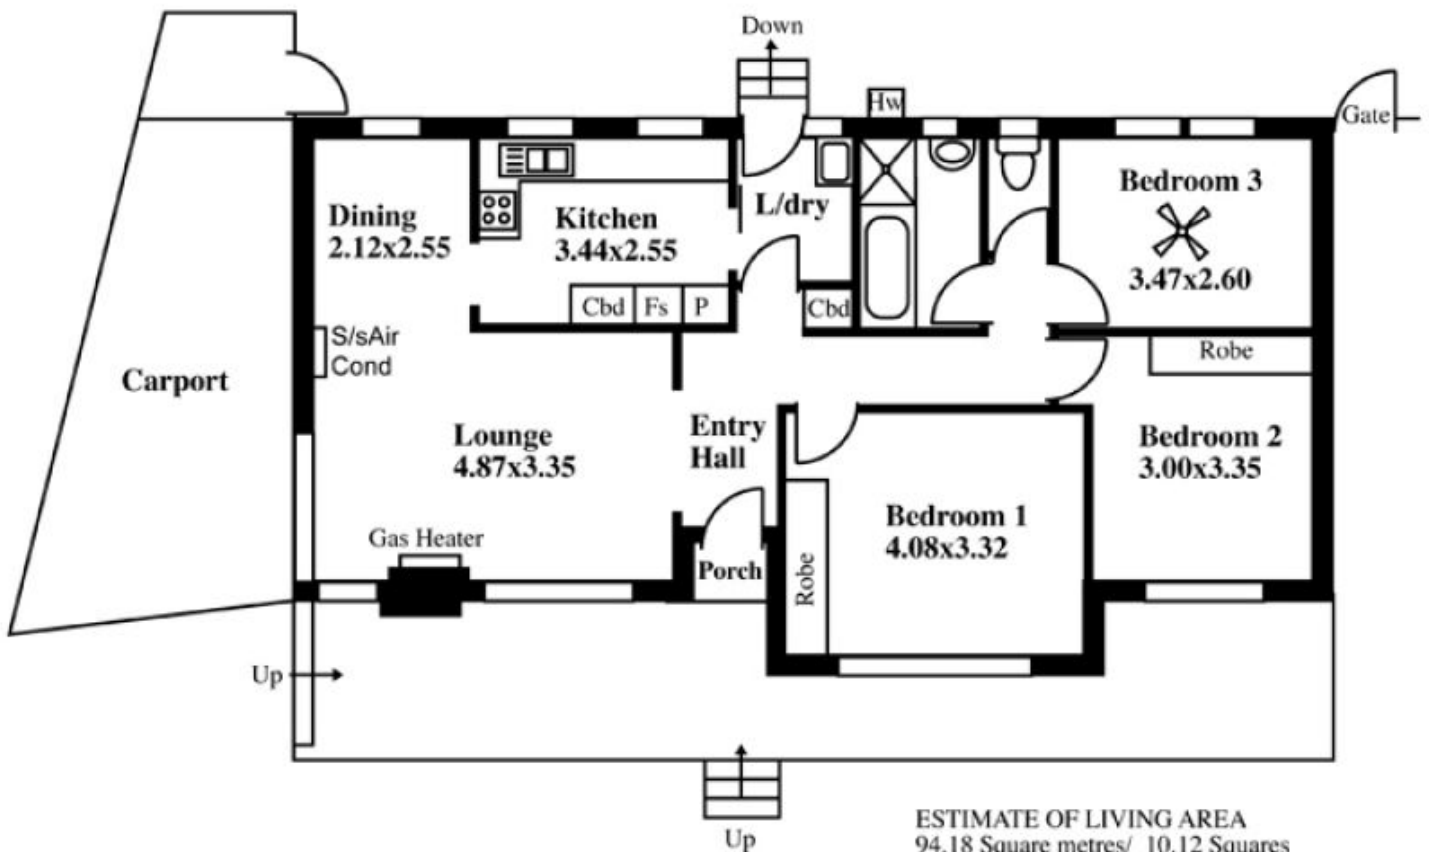 Down
Hw
Gate
Dining
2.12x2.55
Kitchen
3.44x2.55
L/dry
Bedroom 3
3.47x2.60
Cbd
Fs
P
Cbd
S/sAir
Cond
Carport
Robe
Lounge
4.87x3.35
Entry
Hall
Bedroom 2
3.00x3.35
Gas Heater
Porch
Robe
Bedroom 1
4.08x3.32
Up
Up
ESTIMATE OF LIVING AREA
94.18 Square metres/ 10.12 Squares